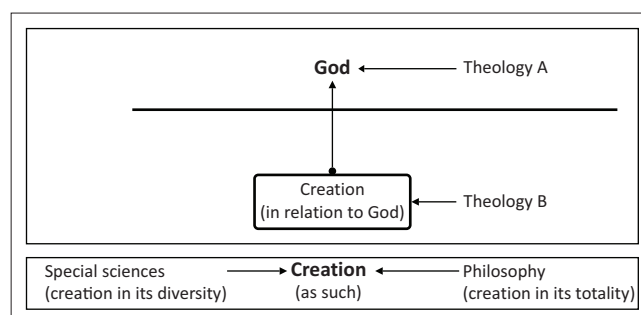 God
Theology A
Creation
(in relation to God)
Theology B
Special sciences
(creation in its diversity)
Creation
(as such)
Philosophy
(creation in its totality)